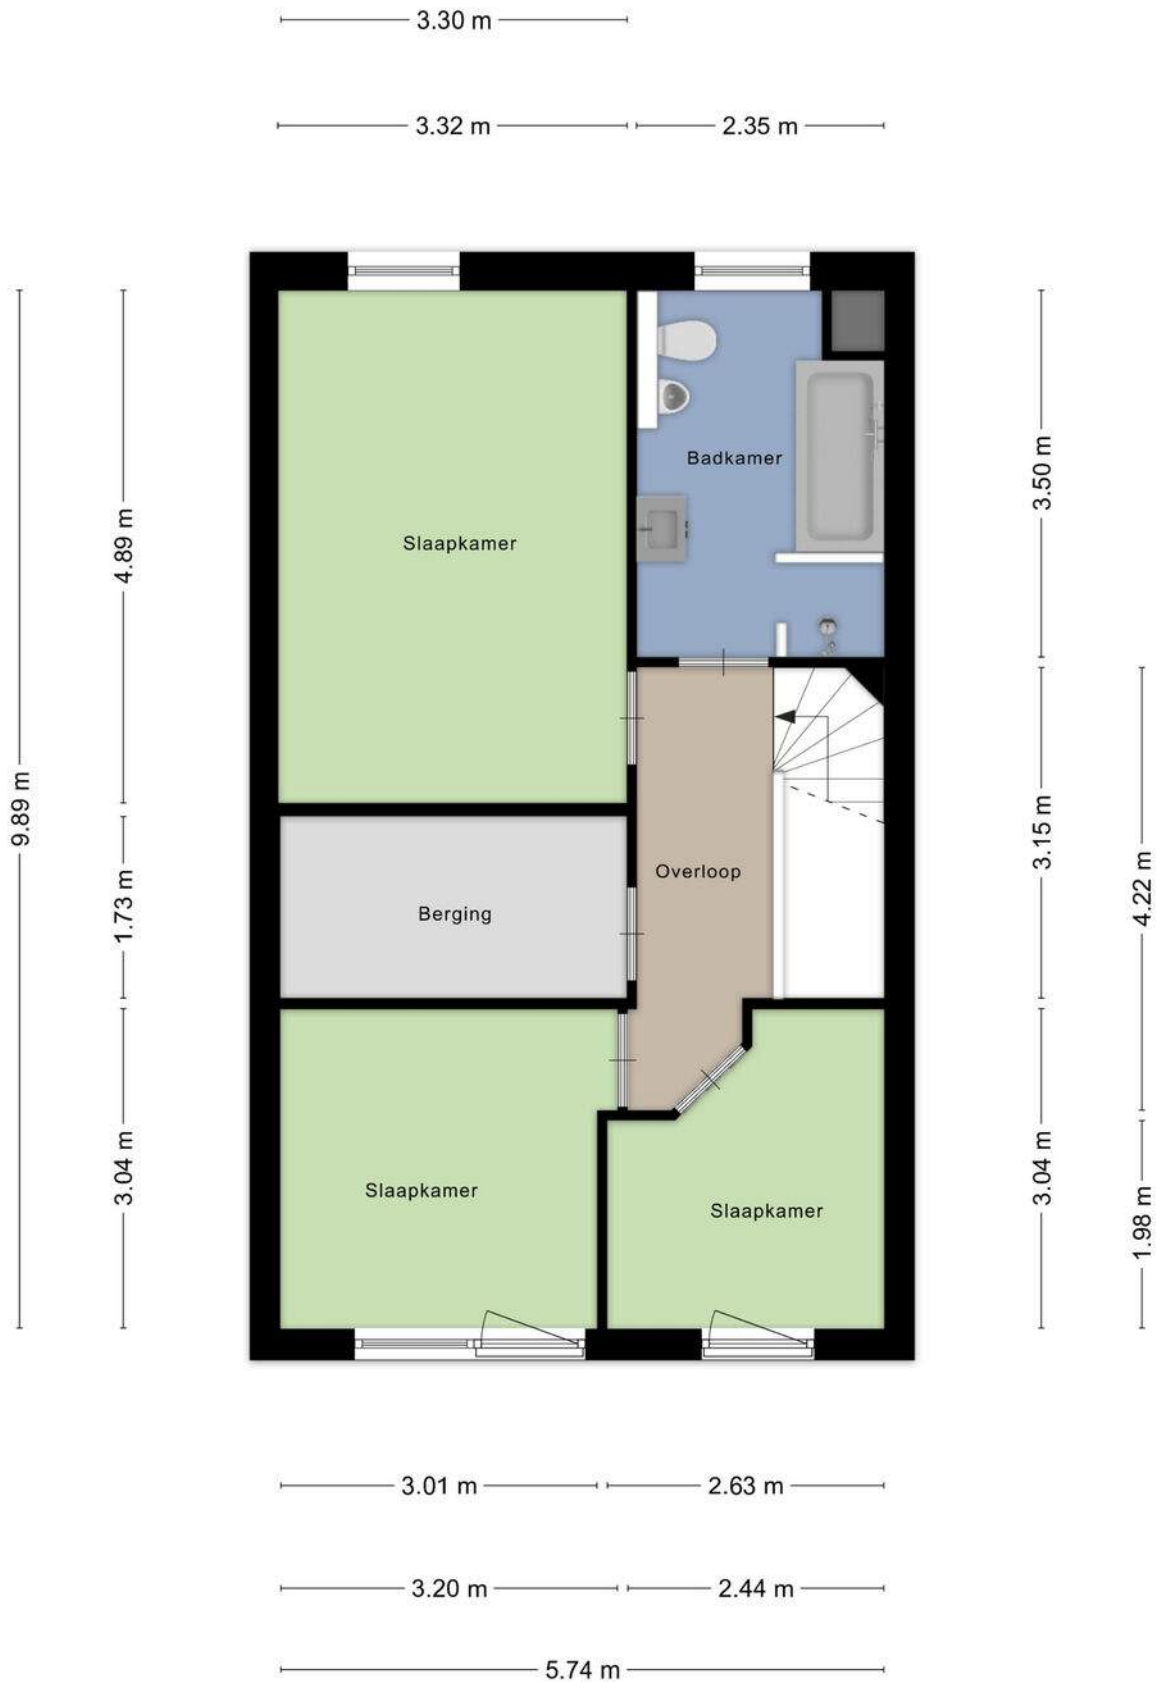 3.30 m
3.32 m
2.35 m
Badkamer
3.50 m
Slaapkamer
4.89 m
9.89 m
3.15 m
Overloop
4.22 m
Berging
1.73 m
3.04 m
3.04 m
Slaapkamer
Slaapkamer
1.98 m
3.01 m
2.63 m
3.20 m
2.44 m
5.74 m